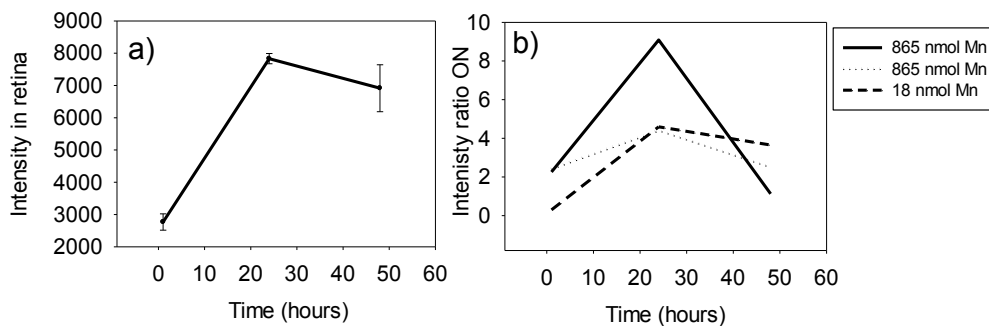 a)
9000
8000
7000
6000
5000
4000
3000
2000
Intensity in retina
0 10 20 30 40 50 60
Time (hours)
b)
10
8
6
4
2
0
Intenisty ratio ON
0 10 20 30 40 50 60
Time (hours)
865 nmol Mn
865 nmol Mn
18 nmol Mn